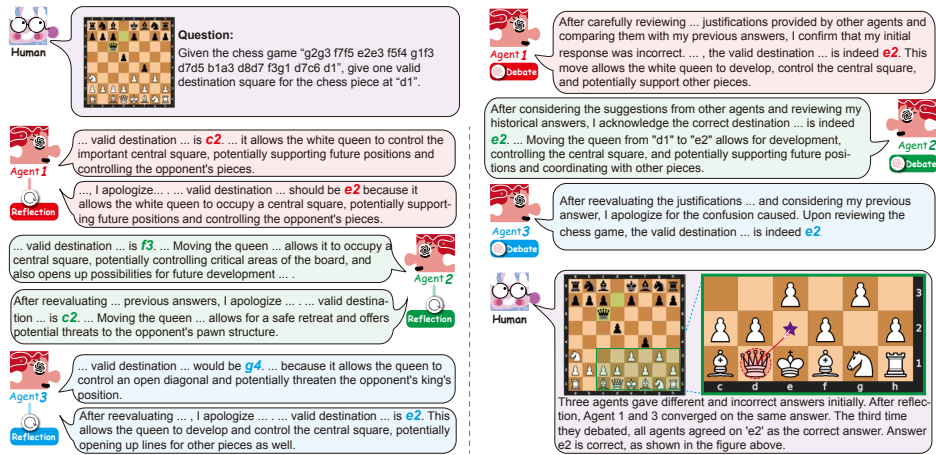 Human
Question:
Given the chess game "g2g3 f7f5 e2e3 f5f4 g1f3
d7d5 b1a3 d8d7 f3g1 d7c6 d1", give one valid
destination square for the chess piece at "d1".
Agent1
... valid destination ... is c2. ... it allows the white queen to control the
important central square, potentially supporting future positions and
controlling the opponent's pieces.
Reflection
..., I apologize... . ... valid destination ... should be e2 because it
allows the white queen to occupy a central square, potentially support-
ing future positions and controlling the opponent's pieces.
... valid destination ... is f3. ... Moving the queen ... allows it to occupy a
central square, potentially controlling critical areas of the board, and
also opens up possibilities for future development ... .
Agent2
After reevaluating ... previous answers, I apologize ... . ... valid destina-
tion ... is c2. ... Moving the queen ... allows for a safe retreat and offers
potential threats to the opponent's pawn structure.
Reflection
Agent3
... valid destination ... would be g4. ... because it allows the queen to
control an open diagonal and potentially threaten the opponent's king's
position.
Reflection
After reevaluating ... , I apologize ... . ... valid destination ... is e2. This
allows the queen to develop and control the central square, potentially
opening up lines for other pieces as well.
Agent1
Debate
After carefully reviewing ... justifications provided by other agents and
comparing them with my previous answers, I confirm that my initial
response was incorrect. ... , the valid destination ... is indeed e2. This
move allows the white queen to develop, control the central square,
and potentially support other pieces.
After considering the suggestions from other agents and reviewing my
historical answers, I acknowledge the correct destination ... is indeed
e2. ... Moving the queen from "d1" to "e2" allows for development,
controlling the central square, and potentially supporting future posi-
tions and coordinating with other pieces.
Agent2
Debate
Agent3
Debate
After reevaluating the justifications ... and considering my previous
answer, I apologize for the confusion caused. Upon reviewing the
chess game, the valid destination ... is indeed e2.
Human
3
2
1
c d e f g h
Three agents gave different and incorrect answers initially. After reflec-
tion, Agent 1 and 3 converged on the same answer. The third time
they debated, all agents agreed on 'e2' as the correct answer. Answer
e2 is correct, as shown in the figure above.